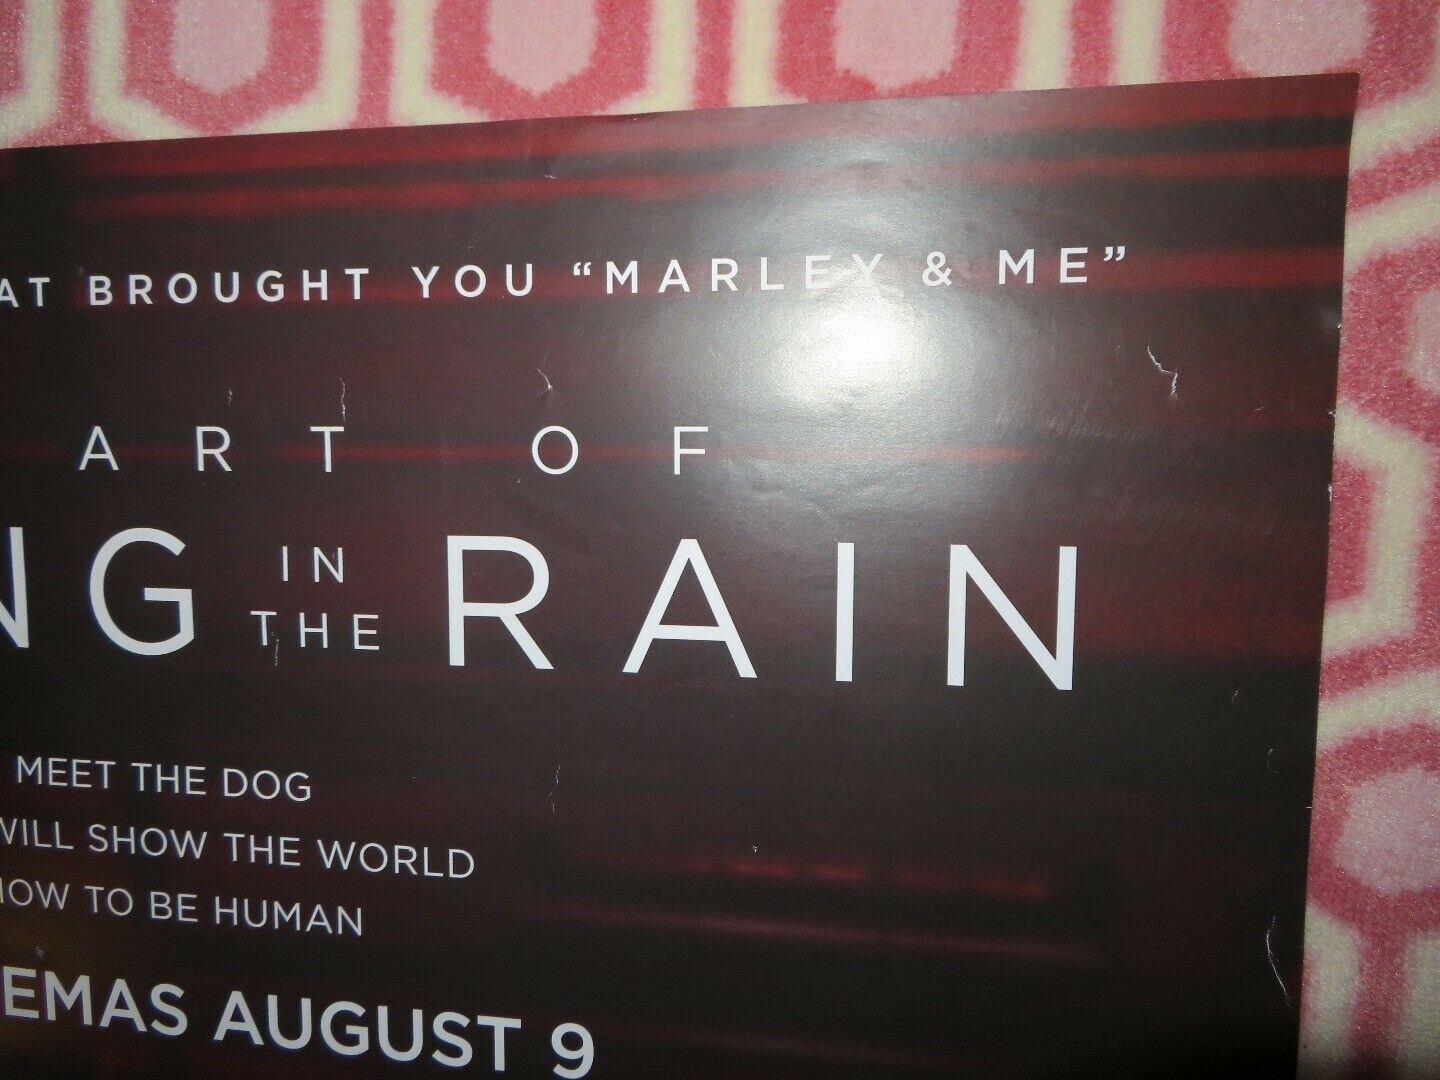 AT BROUGHT YOU “MARLEY & ME”
ART OF
NG IN THE RAIN
MEET THE DOG
WILL SHOW THE WORLD
HOW TO BE HUMAN
EMAS AUGUST 9